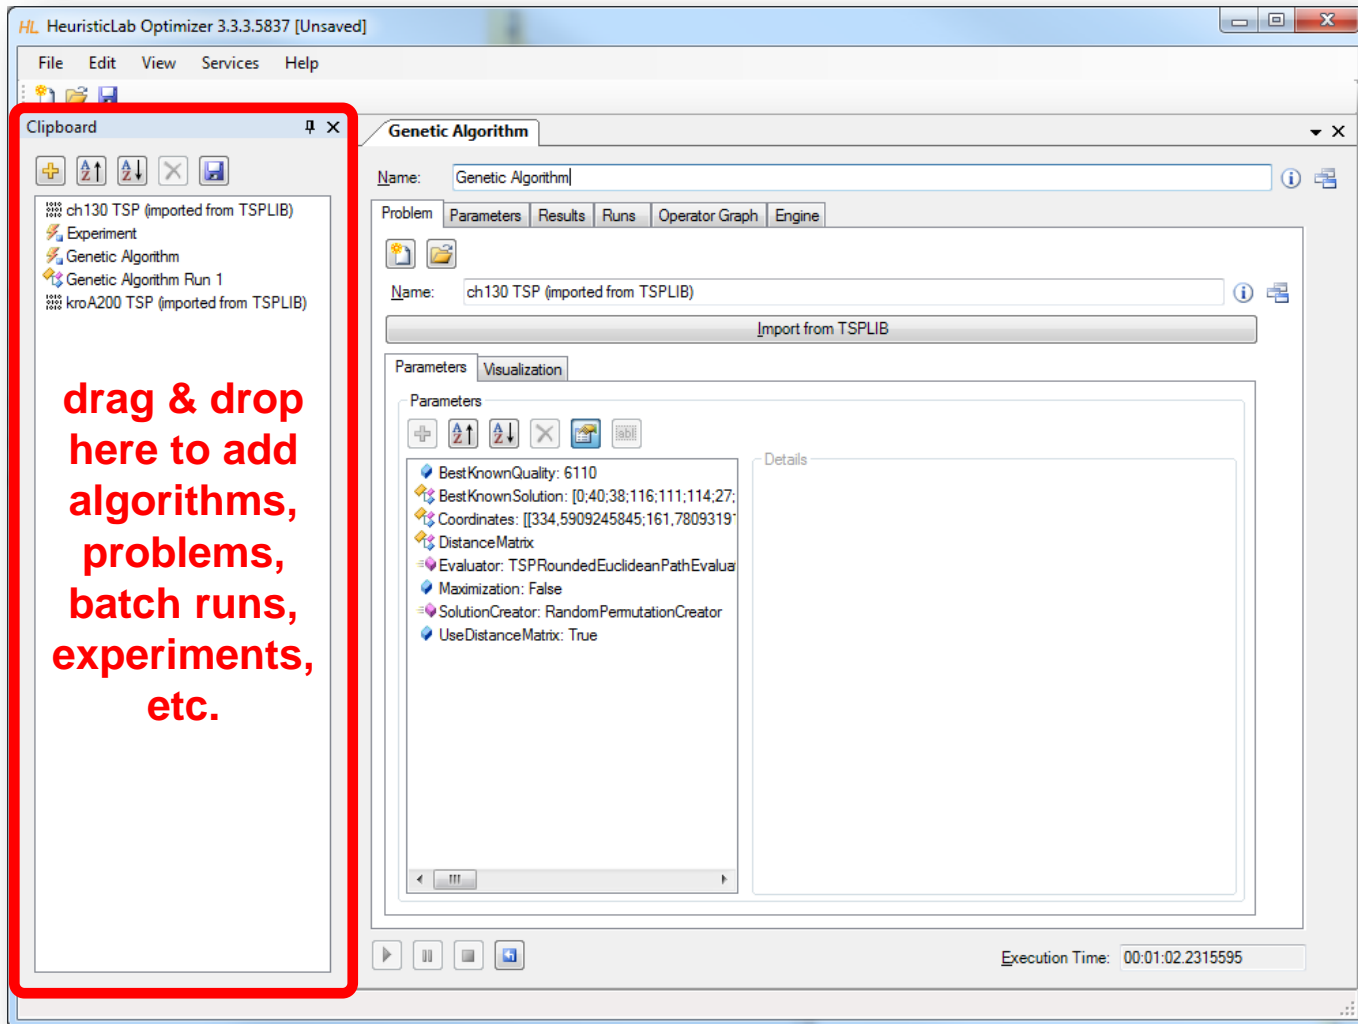 HL HeuristicLab Optimizer 3.3.3.5837 [Unsaved]
File Edit View Services Help
Clipboard
ch130 TSP (imported from TSPLIB)
Experiment
Genetic Algorithm
Genetic Algorithm Run 1
kroA200 TSP (imported from TSPLIB)
drag & drop
here to add
algorithms,
problems,
batch runs,
experiments,
etc.
Genetic Algorithm
Name: Genetic Algorithm
Problem Parameters Results Runs Operator Graph Engine
Name: ch130 TSP (imported from TSPLIB)
Import from TSPLIB
Parameters Visualization
Parameters
BestKnownQuality: 6110
BestKnownSolution: [0;40;38;116;111;114;27;
Coordinates: [[334,5909245845;161,7809319
DistanceMatrix
Evaluator: TSPRoundedEuclideanPathEvalua
Maximization: False
SolutionCreator: RandomPermutationCreator
UseDistanceMatrix: True
Details
Execution Time: 00:01:02.2315595